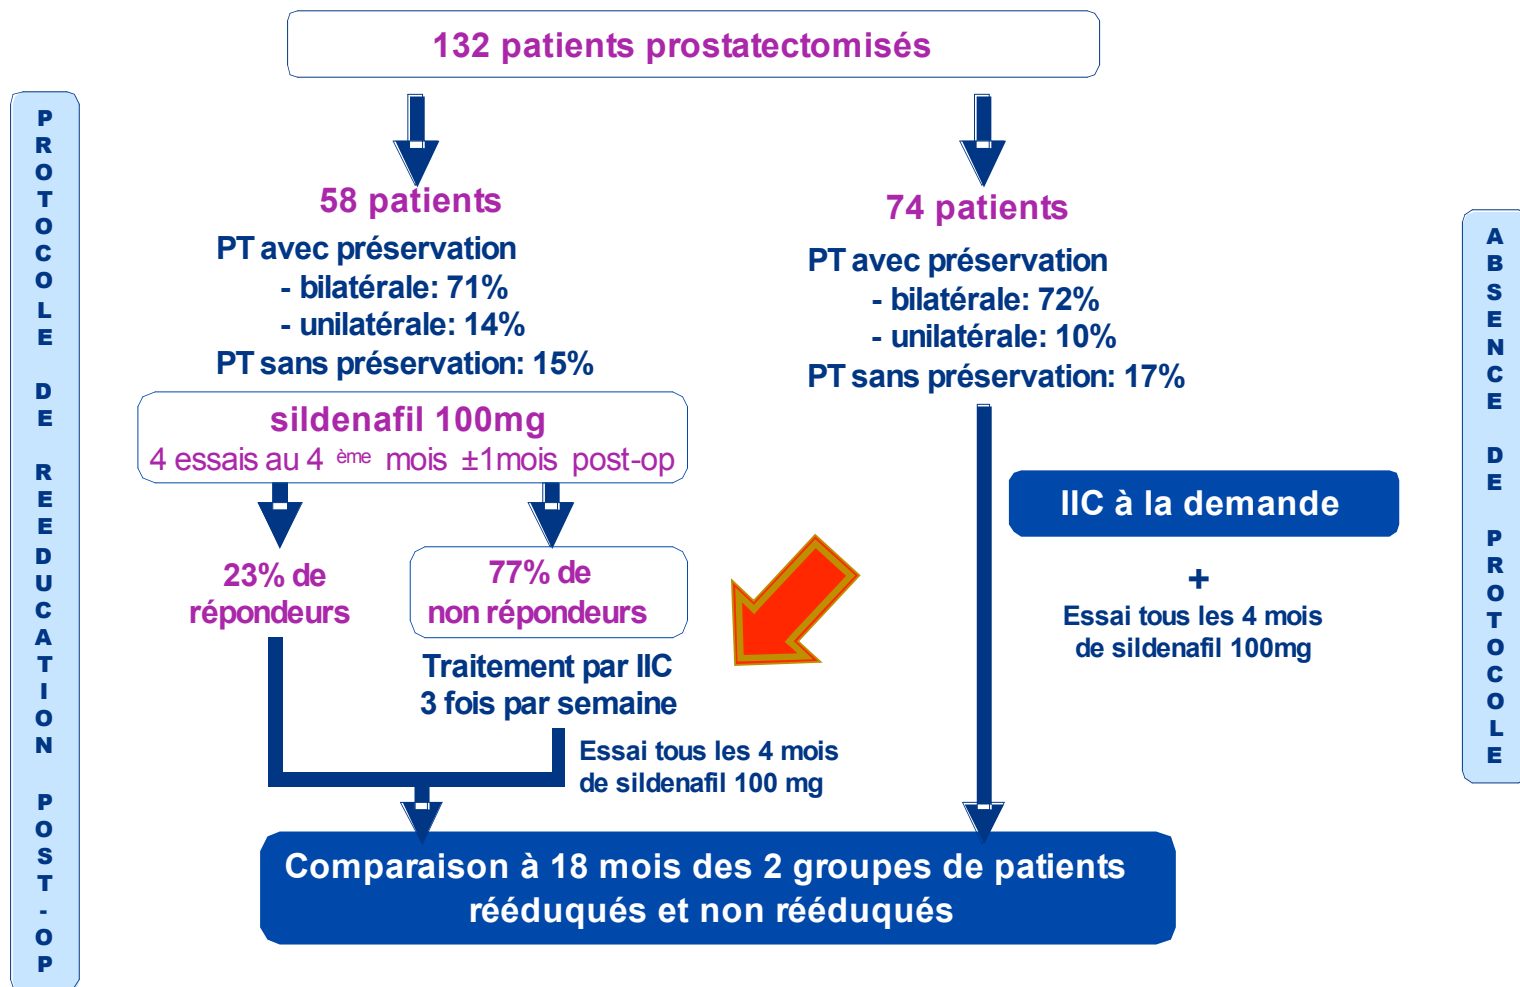 132 patients prostatectomisés
PROTOCOLE DE REEDUCATION POST-OP
58 patients
PT avec préservation
- bilatérale: 71%
- unilatérale: 14%
PT sans préservation: 15%
sildenafil 100mg
4 essais au 4 ème mois ±1mois post-op
23% de
répondeurs
77% de
non répondeurs
Traitement par IIC
3 fois par semaine
Essai tous les 4 mois
de sildenafil 100 mg
74 patients
PT avec préservation
- bilatérale: 72%
- unilatérale: 10%
PT sans préservation: 17%
IIC à la demande
+
Essai tous les 4 mois
de sildenafil 100mg
ABSENCE DE PROTOCOLE
Comparaison à 18 mois des 2 groupes de patients
rééduqués et non rééduqués